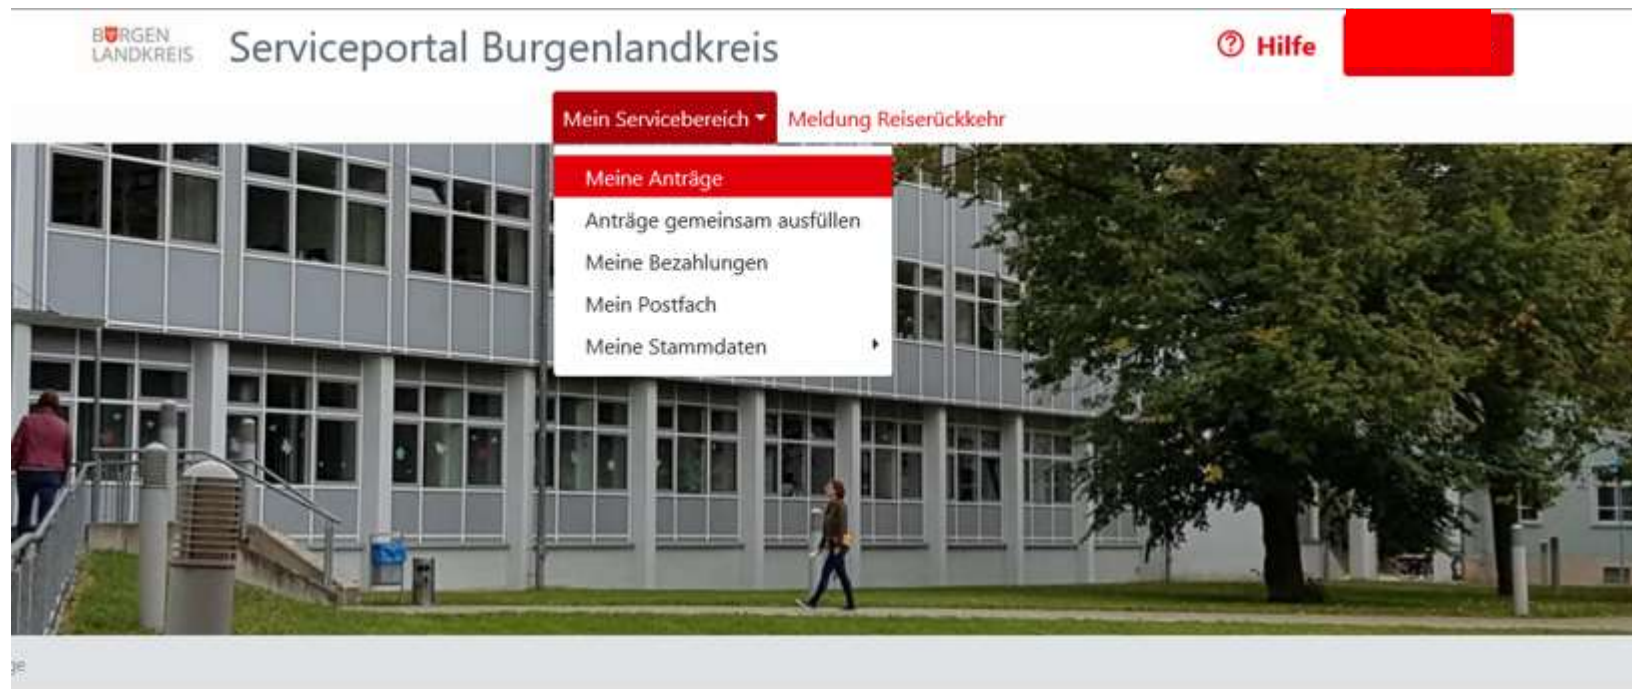 BURGEN
LANDKREIS
Serviceportal Burgenlandkreis
Hilfe
Mein Servicebereich
Meldung Reiserückkehr
Meine Anträge
Anträge gemeinsam ausfüllen
Meine Bezahlungen
Mein Postfach
Meine Stammdaten
ge